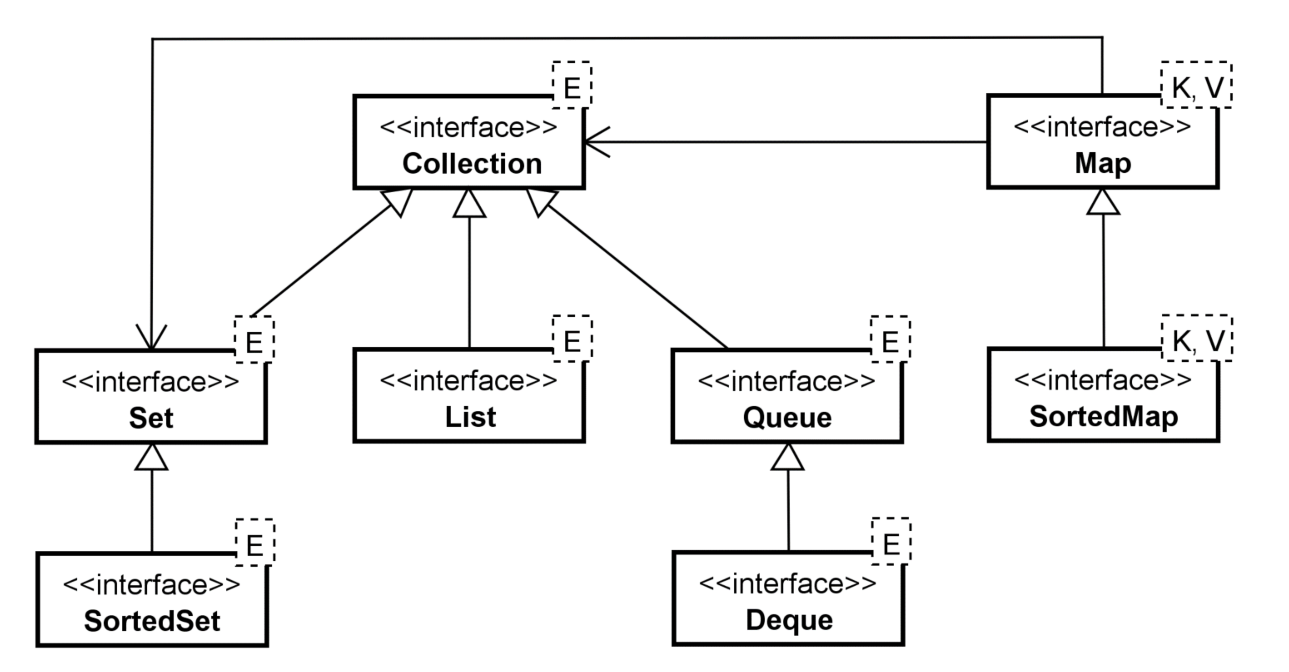 E
<<interface>>
Collection
K, V
<<interface>>
Map
E
<<interface>>
Set
E
<<interface>>
List
E
<<interface>>
Queue
K, V
<<interface>>
SortedMap
E
<<interface>>
SortedSet
E
<<interface>>
Deque